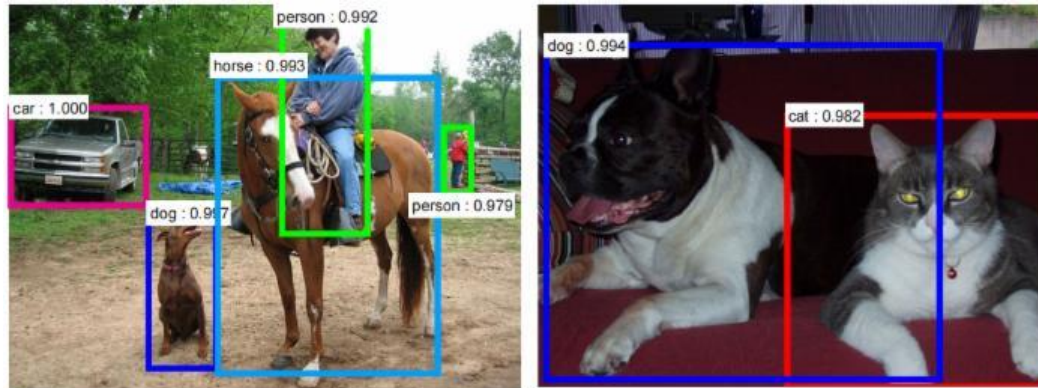 person : 0.992
horse : 0.993
car : 1.000
dog : 0.997
person : 0.979
dog : 0.994
cat : 0.982